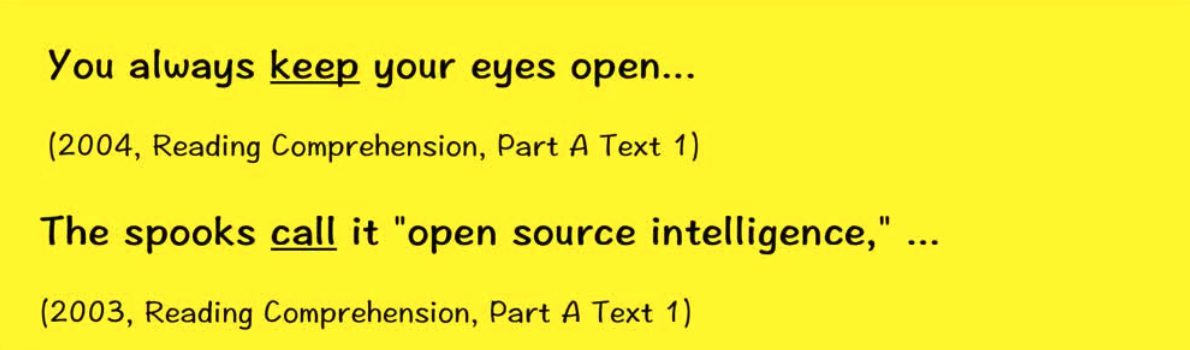 You always keep your eyes open...
(2004, Reading Comprehension, Part A Text 1)
The spooks call it "open source intelligence," ...
(2003, Reading Comprehension, Part A Text 1)